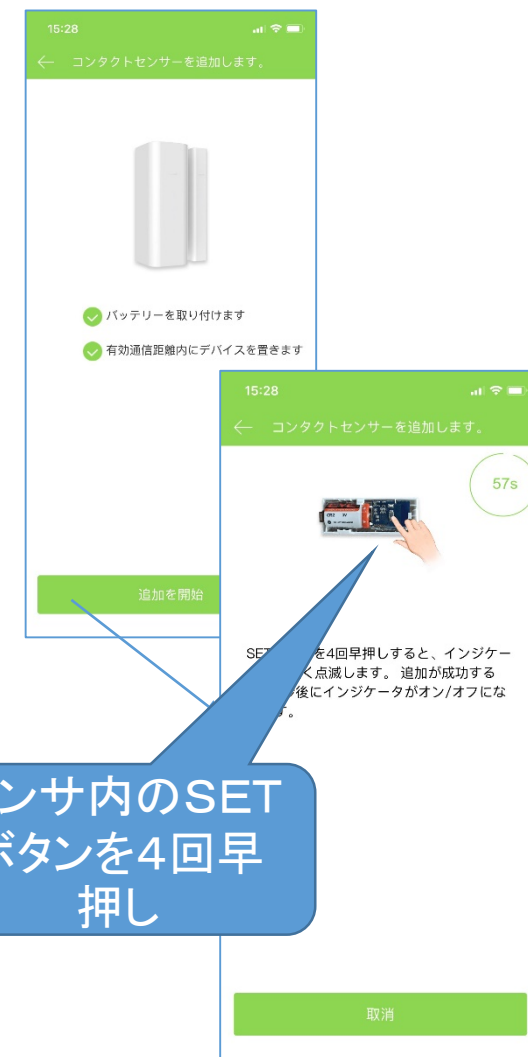 15:28
コンタクトセンサーを追加します。
バッテリーを取り付けます
有効通信距離内にデバイスを置きます
追加を開始
15:28
コンタクトセンサーを追加します。
57s
SET を4回早押しすると、インジケー
く点滅します。 追加が成功する
後にインジケータがオン/オフにな
す。
ンサ内のSET
ボタンを4回早
押し
取消